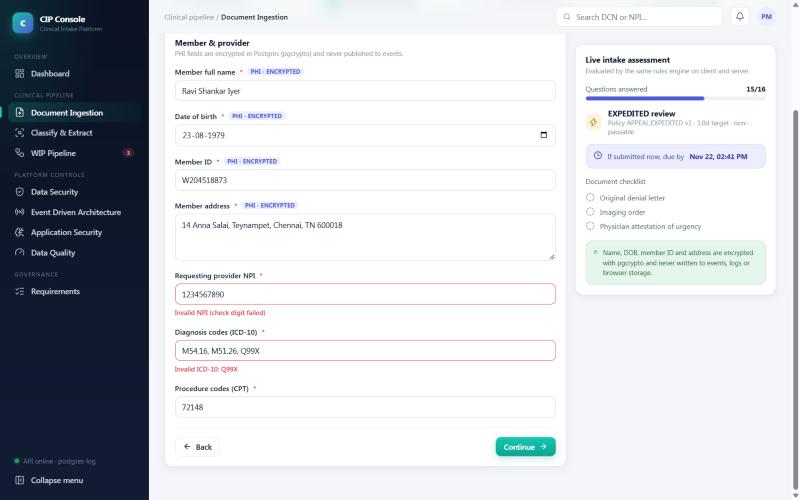 C
CIP Console
Clinical Intake Platform
OVERVIEW
Dashboard
CLINICAL PIPELINE
Document Ingestion
Classify & Extract
WIP Pipeline
3
PLATFORM CONTROLS
Data Security
Event Driven Architecture
Application Security
Data Quality
GOVERNANCE
Requirements
API online · postgres-log
Collapse menu
Clinical pipeline / Document Ingestion
Search DCN or NPI...
PM
Member & provider
PHI fields are encrypted in Postgres (pgcrypto) and never published to events.
Member full name * PHI · ENCRYPTED
Ravi Shankar Iyer
Date of birth * PHI · ENCRYPTED
23-08-1979
Member ID * PHI · ENCRYPTED
W204518873
Member address * PHI · ENCRYPTED
14 Anna Salai, Teynampet, Chennai, TN 600018
Requesting provider NPI *
1234567890
Invalid NPI (check digit failed)
Diagnosis codes (ICD-10) *
M54.16, M51.26, Q99X
Invalid ICD-10: Q99X
Procedure codes (CPT) *
72148
Back
Continue
Live intake assessment
Evaluated by the same rules engine on client and server
Questions answered 15/16
EXPEDITED review
Policy APPEAL.EXPEDITED v1 · 3.0d target · non-
pausable
If submitted now, due by Nov 22, 02:41 PM
Document checklist
Original denial letter
Imaging order
Physician attestation of urgency
Name, DOB, member ID and address are encrypted
with pgcrypto and never written to events, logs or
browser storage.